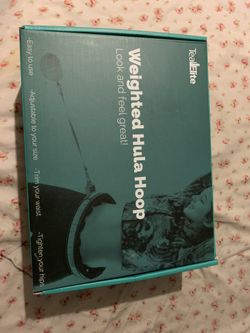 TealElite
Weighted Hula Hoop
Look and feel great!
-Easy to use
-Adjustable to your size
-Trim your waist
-Tighten your hips